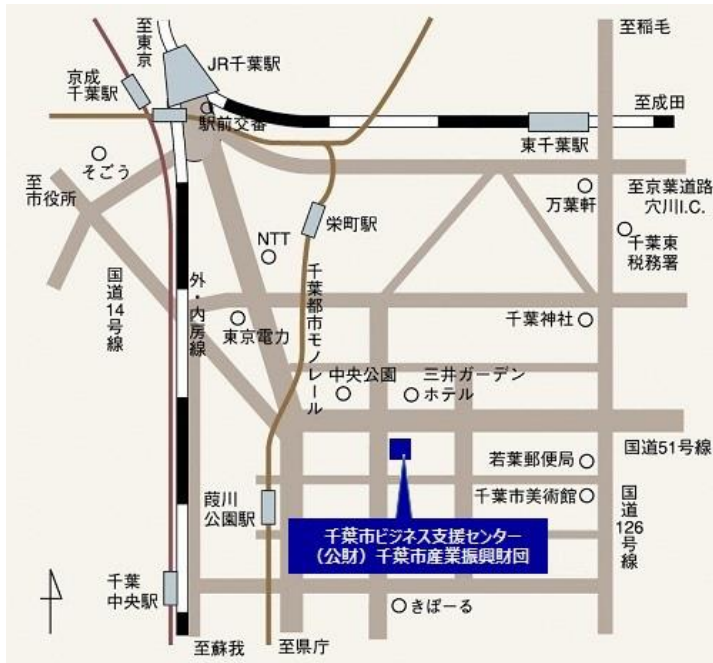 至東京
至稲毛
JR千葉駅
京成
千葉駅
至成田
駅前交番
東千葉駅
そごう
至
市役所
至京葉道路
穴川I.C.
万葉軒
栄町駅
NTT
千葉東
税務署
国道14号線
外・内房線
千葉都市モノレール
東京電力
千葉神社
中央公園
三井ガーデン
ホテル
国道51号線
若葉郵便局
千葉市美術館
国道126号線
葭川
公園駅
千葉市ビジネス支援センター
（公財）千葉市産業振興財団
千葉
中央駅
きぼーる
至蘇我
至県庁